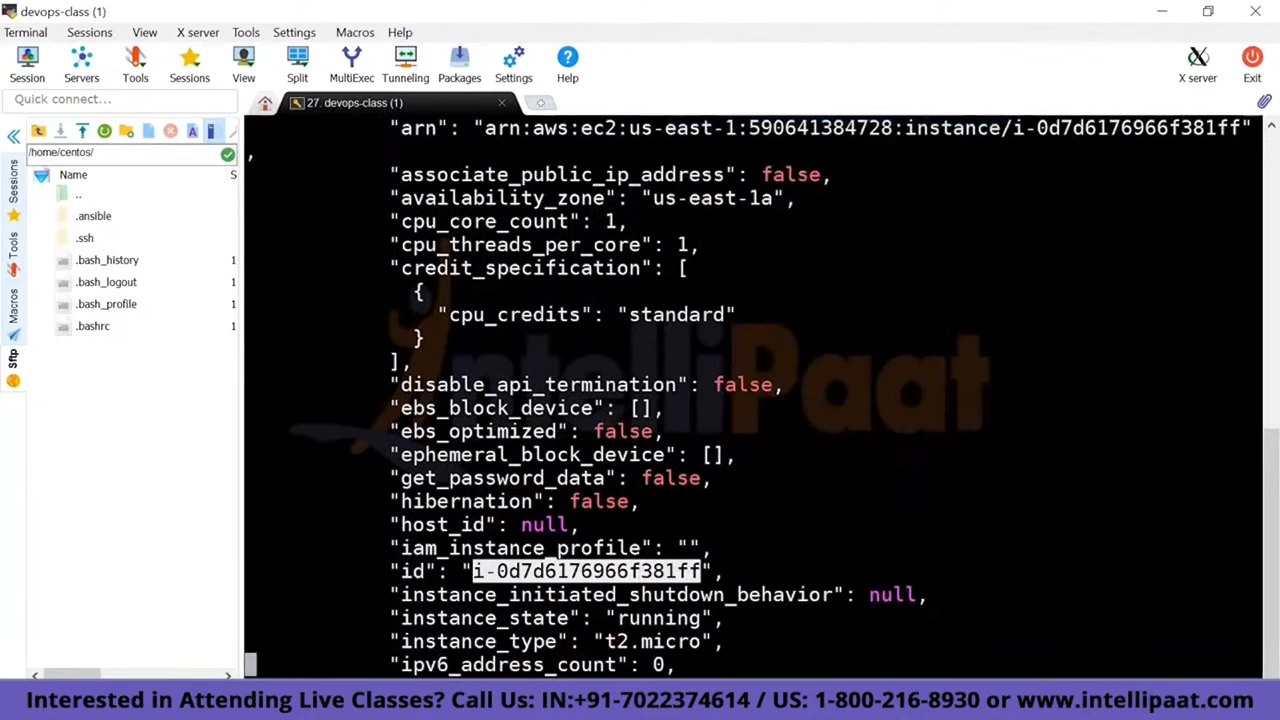 devops-class (1)
Terminal Sessions View X server Tools Settings Macros Help
Session Servers Tools Sessions View Split MultiExec Tunneling Packages Settings Help X server Exit
Quick connect...
27. devops-class (1)
/home/centos/
Name S
..
.ansible
.ssh
.bash_history 1
.bash_logout 1
.bash_profile 1
.bashrc 1
Sessions
Tools
Macros
Sftp
"arn": "arn:aws:ec2:us-east-1:590641384728:instance/i-0d7d6176966f381ff"
,
"associate_public_ip_address": false,
"availability_zone": "us-east-1a",
"cpu_core_count": 1,
"cpu_threads_per_core": 1,
"credit_specification": [
{
"cpu_credits": "standard"
}
],
"disable_api_termination": false,
"ebs_block_device": [],
"ebs_optimized": false,
"ephemeral_block_device": [],
"get_password_data": false,
"hibernation": false,
"host_id": null,
"iam_instance_profile": "",
"id": "i-0d7d6176966f381ff",
"instance_initiated_shutdown_behavior": null,
"instance_state": "running",
"instance_type": "t2.micro",
"ipv6_address_count": 0,
IntelliPaat
Interested in Attending Live Classes? Call Us: IN:+91-7022374614 / US: 1-800-216-8930 or www.intellipaat.com